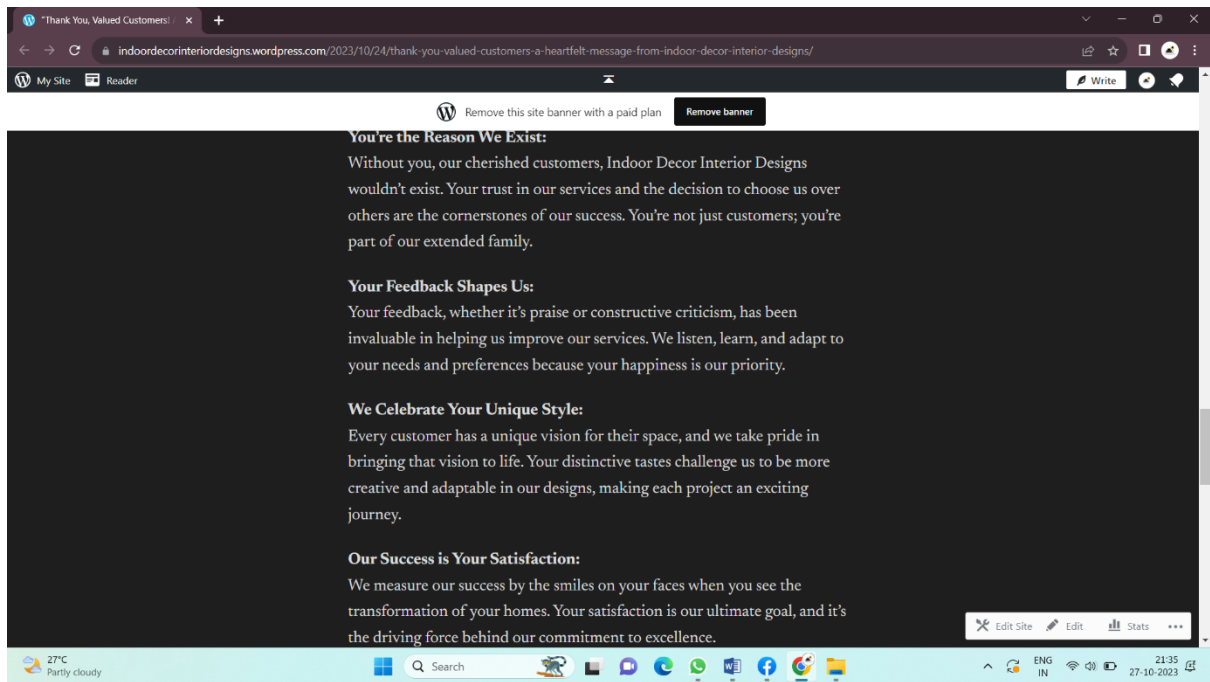 "Thank You, Valued Customers! A
indoordecorinteriordesigns.wordpress.com/2023/10/24/thank-you-valued-customers-a-heartfelt-message-from-indoor-decor-interior-designs/
My Site Reader Write
Remove this site banner with a paid plan Remove banner
You're the Reason We Exist:
Without you, our cherished customers, Indoor Decor Interior Designs
wouldn't exist. Your trust in our services and the decision to choose us over
others are the cornerstones of our success. You're not just customers; you're
part of our extended family.
Your Feedback Shapes Us:
Your feedback, whether it's praise or constructive criticism, has been
invaluable in helping us improve our services. We listen, learn, and adapt to
your needs and preferences because your happiness is our priority.
We Celebrate Your Unique Style:
Every customer has a unique vision for their space, and we take pride in
bringing that vision to life. Your distinctive tastes challenge us to be more
creative and adaptable in our designs, making each project an exciting
journey.
Our Success is Your Satisfaction:
We measure our success by the smiles on your faces when you see the
transformation of your homes. Your satisfaction is our ultimate goal, and it's
the driving force behind our commitment to excellence.
Edit Site Edit Stats
27°C
Partly cloudy
Search
ENG
IN
21:35
27-10-2023